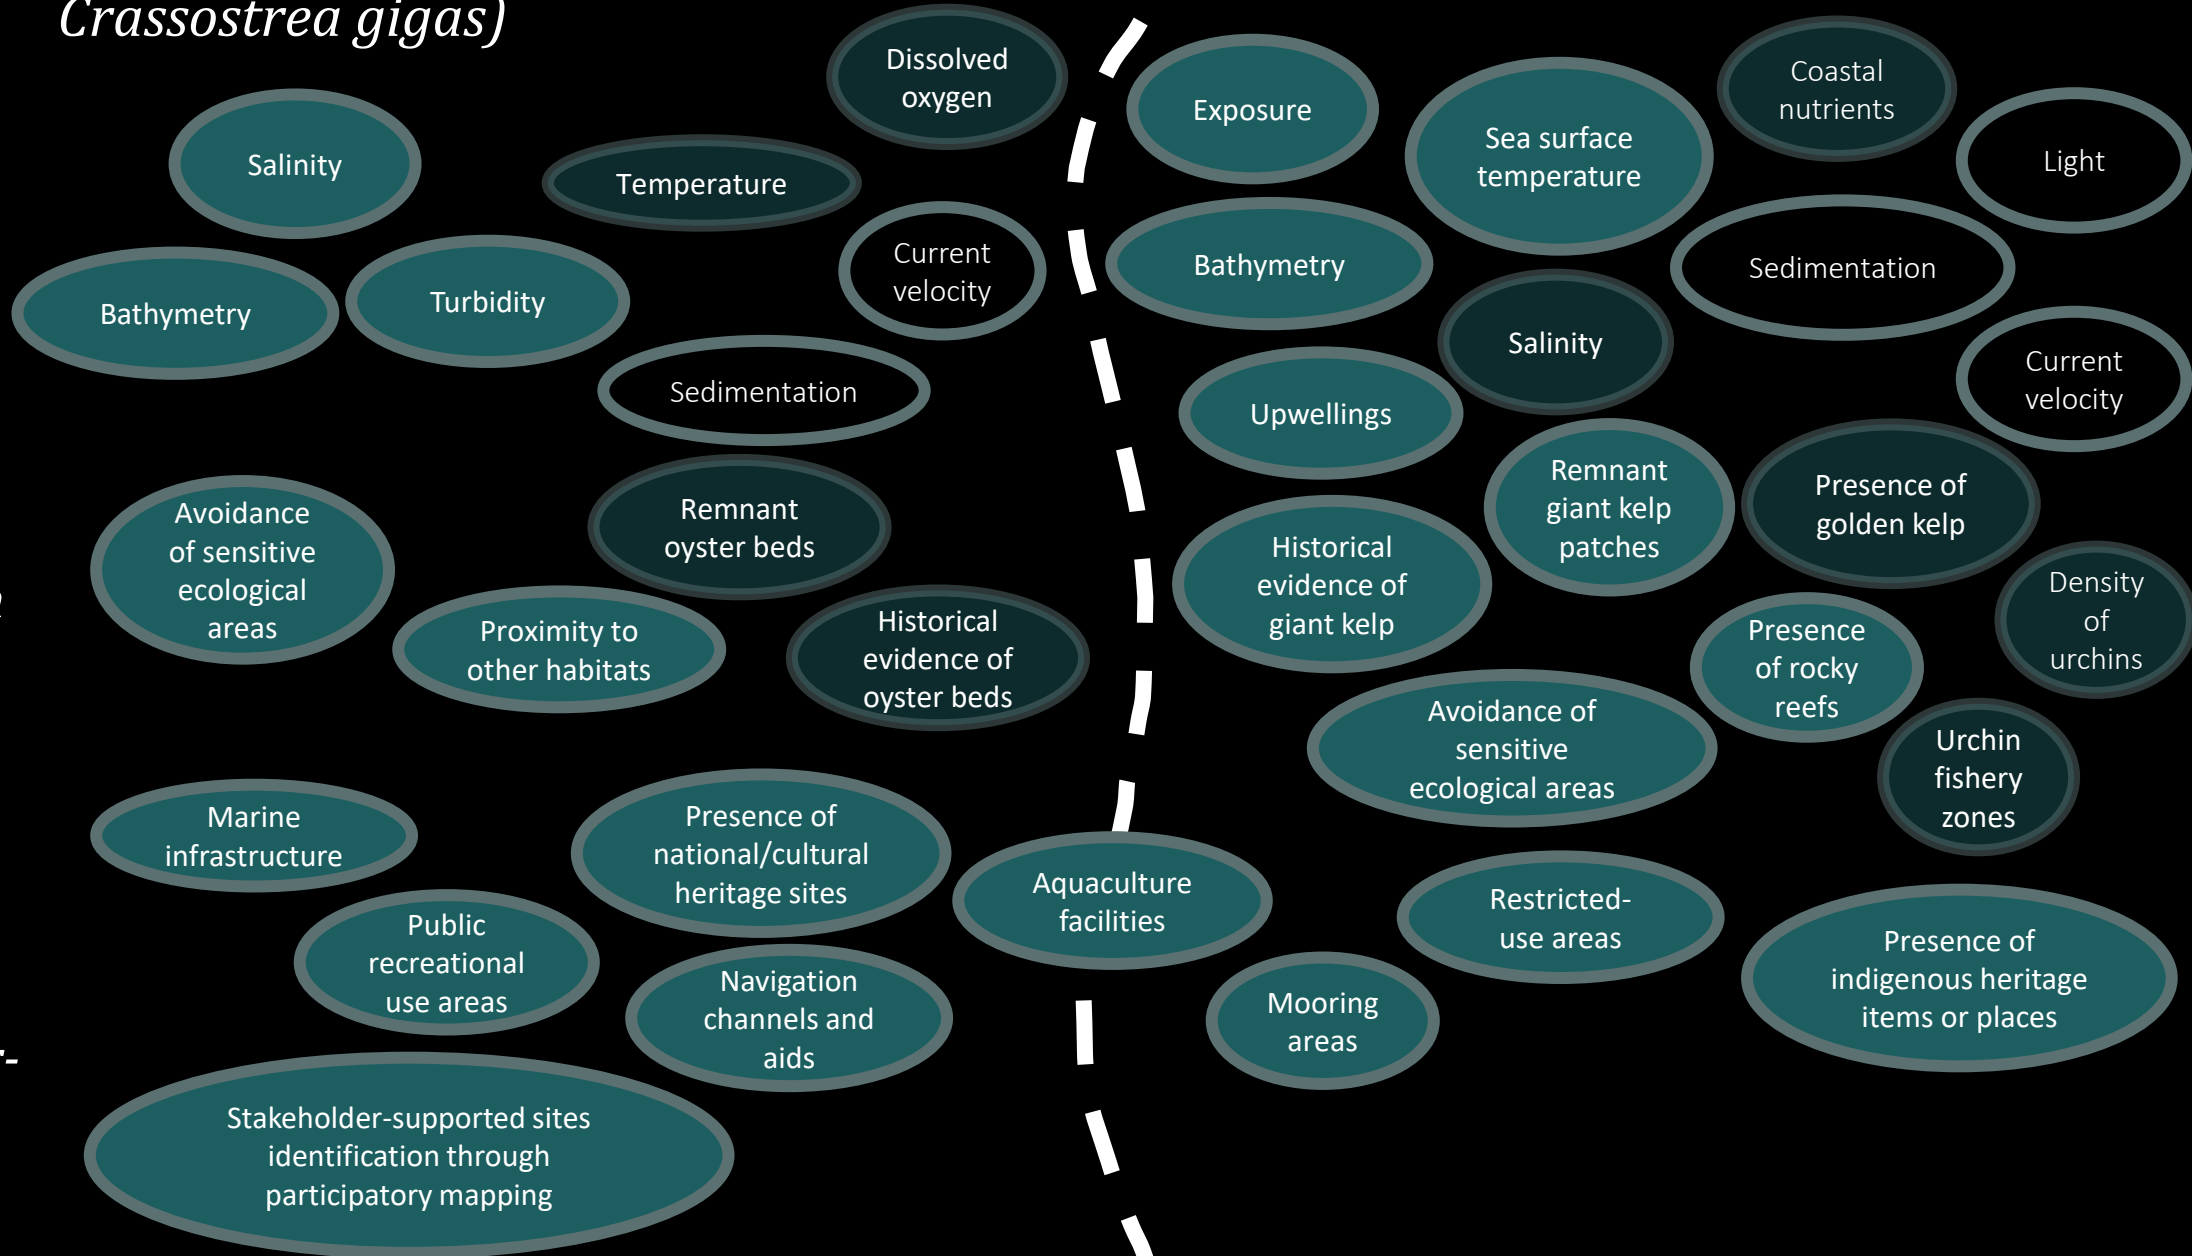 Crassostrea gigas)
Dissolved
oxygen
Salinity
Temperature
Current
velocity
Bathymetry
Turbidity
Sedimentation
Avoidance
of sensitive
ecological
areas
Remnant
oyster beds
Proximity to
other habitats
Historical
evidence of
oyster beds
Marine
infrastructure
Presence of
national/cultural
heritage sites
Public
recreational
use areas
Navigation
channels and
aids
Stakeholder-supported sites
identification through
participatory mapping
Aquaculture
facilities
Exposure
Sea surface
temperature
Coastal
nutrients
Light
Bathymetry
Sedimentation
Salinity
Current
velocity
Upwellings
Remnant
giant kelp
patches
Presence of
golden kelp
Historical
evidence of
giant kelp
Density
of
urchins
Presence
of rocky
reefs
Avoidance of
sensitive
ecological areas
Urchin
fishery
zones
Restricted-
use areas
Mooring
areas
Presence of
indigenous heritage
items or places